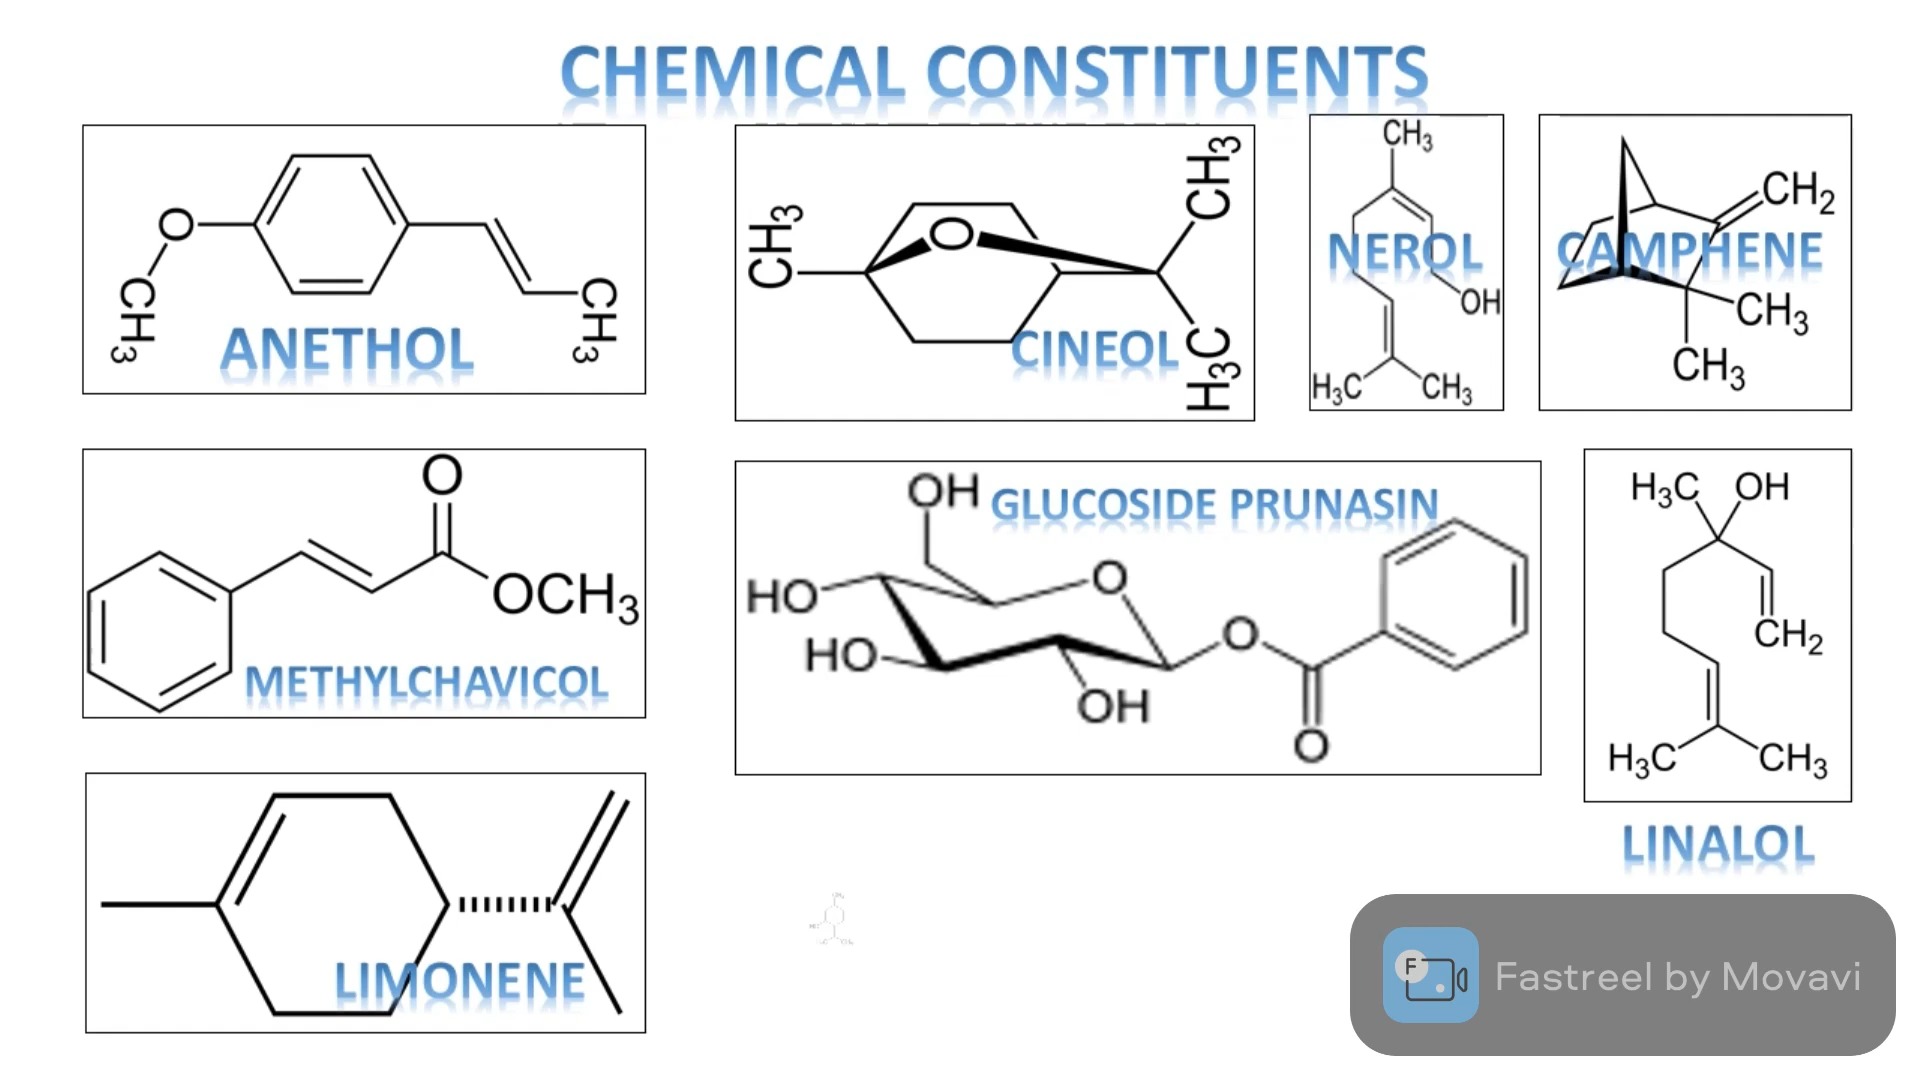 CHEMICAL CONSTITUENTS
O
CH3
CH3
ANETHOL
CH3
O
CH3
H3C
CINEOL
CH3
NEROL
OH
H3C
CH3
CH2
CAMPHENE
CH3
CH3
O
OCH3
METHYLCHAVICOL
OH
GLUCOSIDE PRUNASIN
HO
O
HO
O
OH
O
H3C
OH
CH2
H3C
CH3
LINALOL
LIMONENE
F
Fastreel by Movavi